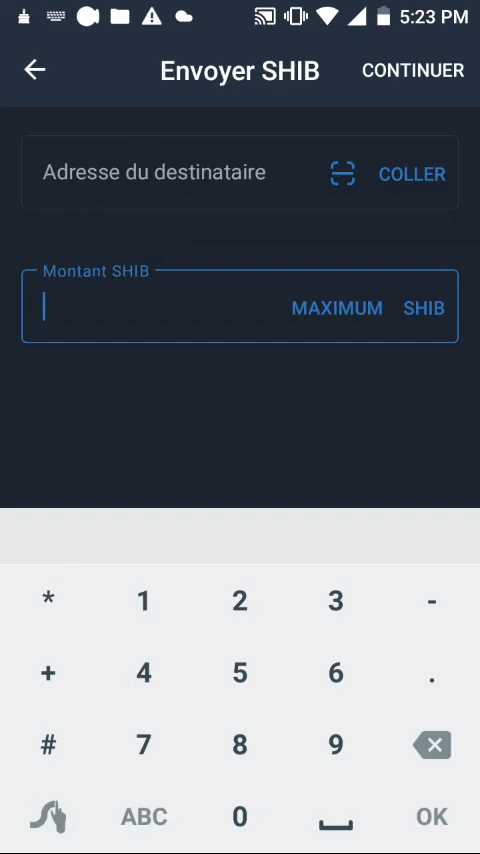 5:23 PM
Envoyer SHIB CONTINUER
Adresse du destinataire COLLER
Montant SHIB
MAXIMUM SHIB
* 1 2 3 -
+ 4 5 6 .
# 7 8 9
ABC 0 OK